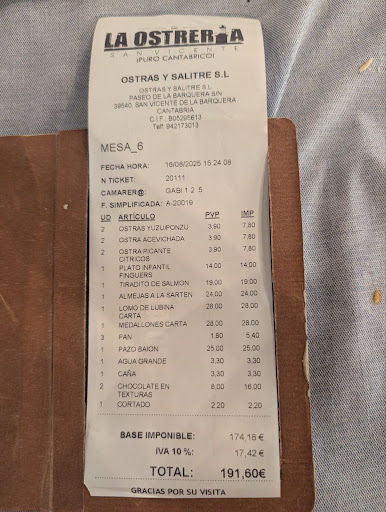 LA OSTRERIA
SAN VICENTE
¡PURO CANTABRICO!
OSTRAS Y SALITRE S.L
OSTRAS Y SALITRE S.L
PASEO DE LA BARQUERA S/N
39540, SAN VICENTE DE LA BARQUERA
CANTABRIA
C.I.F.: B05295613
Telf: 942173013
MESA_6
FECHA HORA: 16/08/2025 15:24:08
N TICKET: 20111
CAMARER@: GABI 1 2 5
F. SIMPLIFICADA: A-20019
UD ARTÍCULO PVP IMP
2 OSTRAS YUZU/PONZU 3,90 7,80
2 OSTRA ACEVICHADA 3,90 7,80
2 OSTRA PICANTE CITRICOS 3,90 7,80
1 PLATO INFANTIL FINGUERS 14,00 14,00
1 TIRADITO DE SALMON 19,00 19,00
1 ALMEJAS A LA SARTEN 24,00 24,00
1 LOMO DE LUBINA CARTA 28,00 28,00
1 MEDALLONES CARTA 28,00 28,00
3 PAN 1,80 5,40
1 PAZO BAION 25,00 25,00
1 AGUA GRANDE 3,30 3,30
1 CAÑA 3,30 3,30
2 CHOCOLATE EN TEXTURAS 8,00 16,00
1 CORTADO 2,20 2,20
BASE IMPONIBLE: 174,18 €
IVA 10 %: 17,42 €
TOTAL: 191,60€
GRACIAS POR SU VISITA